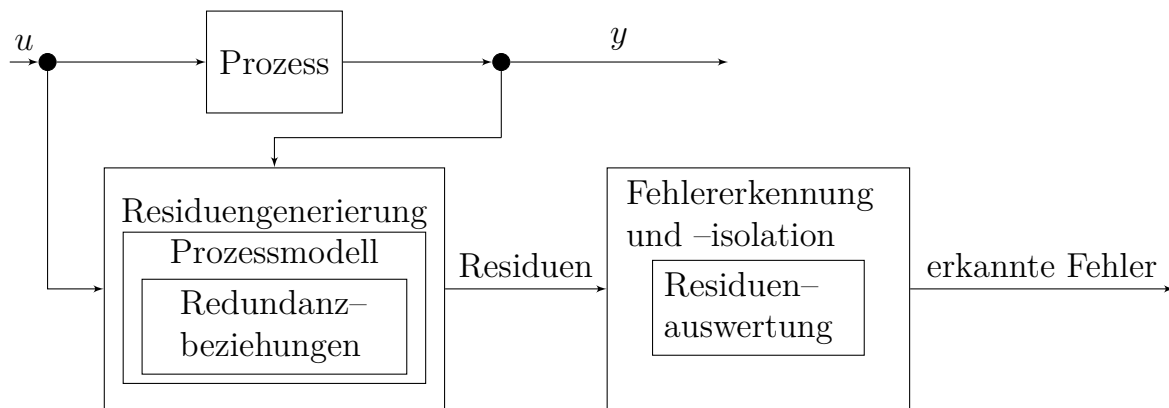 u
Prozess
y
Residuengenerierung
Prozessmodell
Redundanz–
beziehungen
Residuen
Fehlererkennung
und –isolation
Residuen–
auswertung
erkannte Fehler